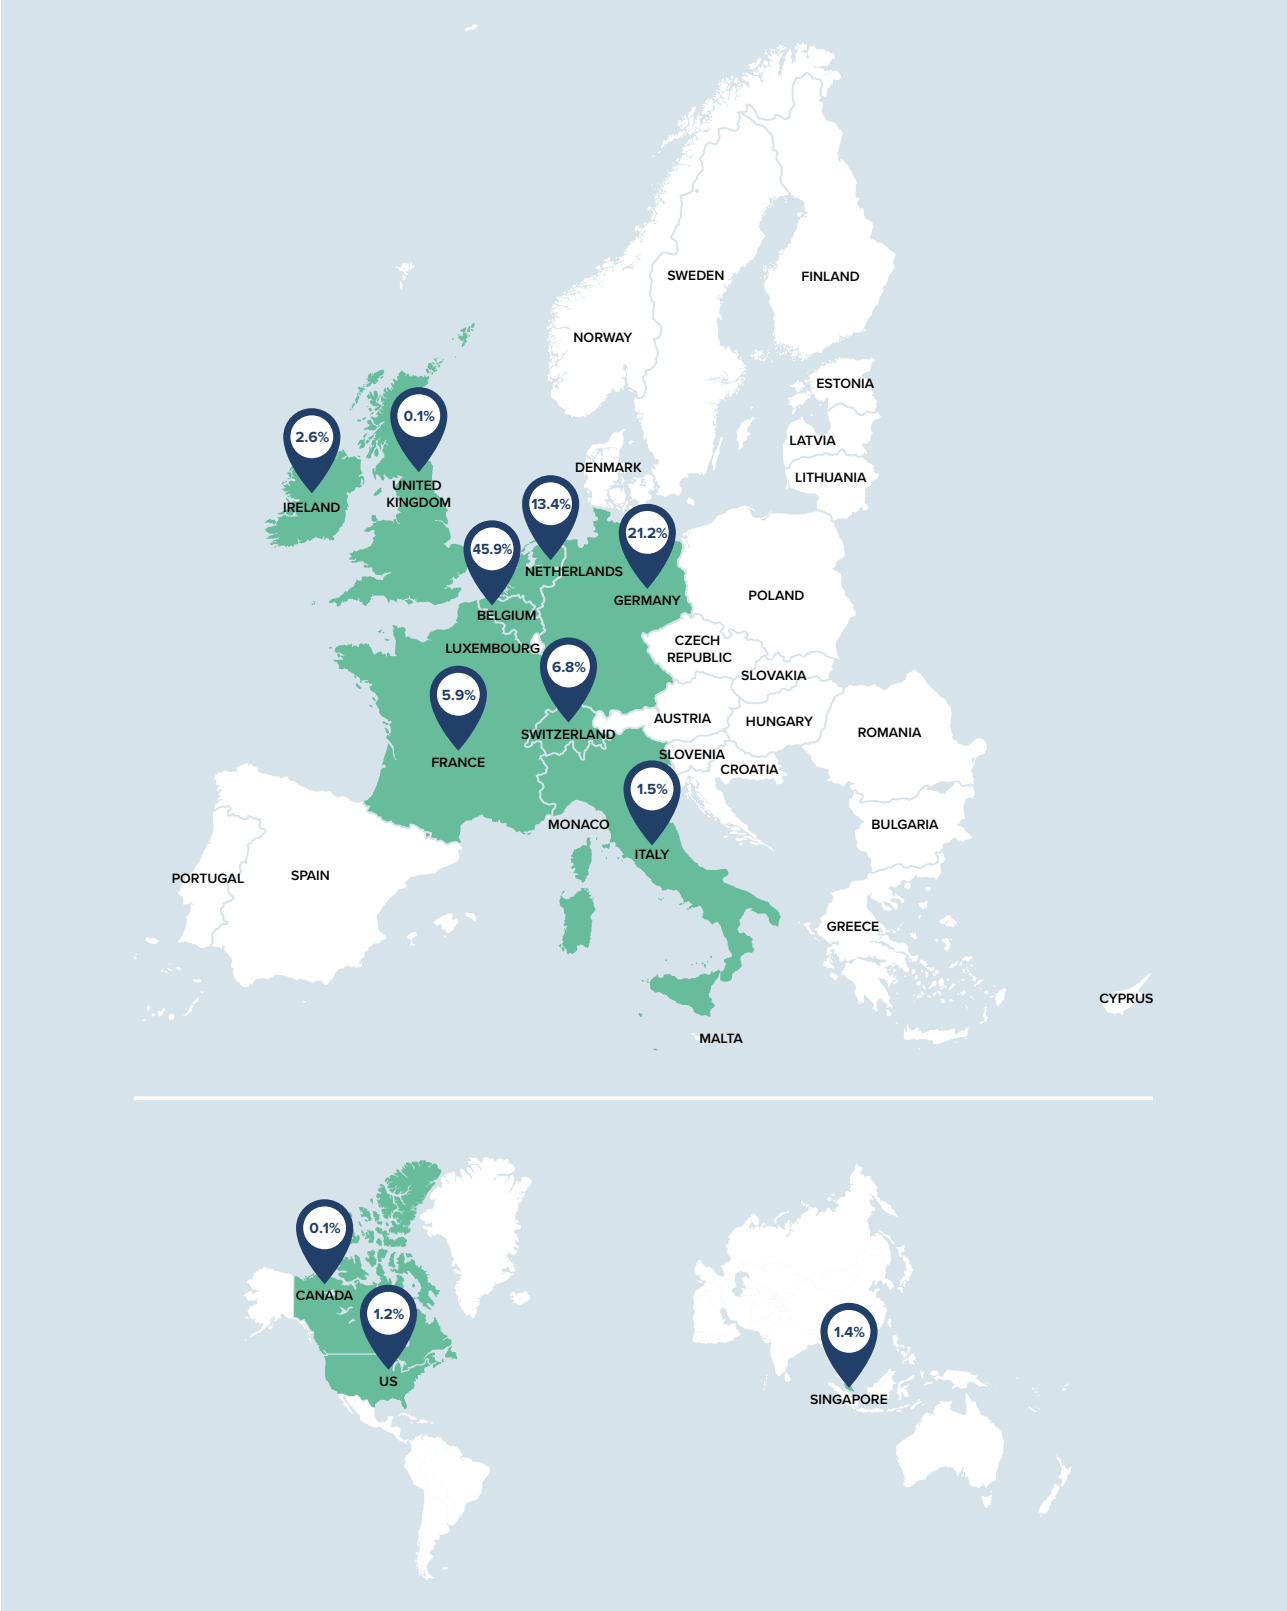 SWEDEN
FINLAND
NORWAY
ESTONIA
0.1%
2.6%
LATVIA
DENMARK
LITHUANIA
UNITED
KINGDOM
IRELAND
13.4%
21.2%
45.9%
NETHERLANDS
GERMANY
POLAND
BELGIUM
LUXEMBOURG
CZECH
REPUBLIC
6.8%
SLOVAKIA
5.9%
AUSTRIA
HUNGARY
ROMANIA
SWITZERLAND
SLOVENIA
FRANCE
CROATIA
1.5%
MONACO
BULGARIA
ITALY
PORTUGAL
SPAIN
GREECE
CYPRUS
MALTA
0.1%
CANADA
1.2%
1.4%
US
SINGAPORE